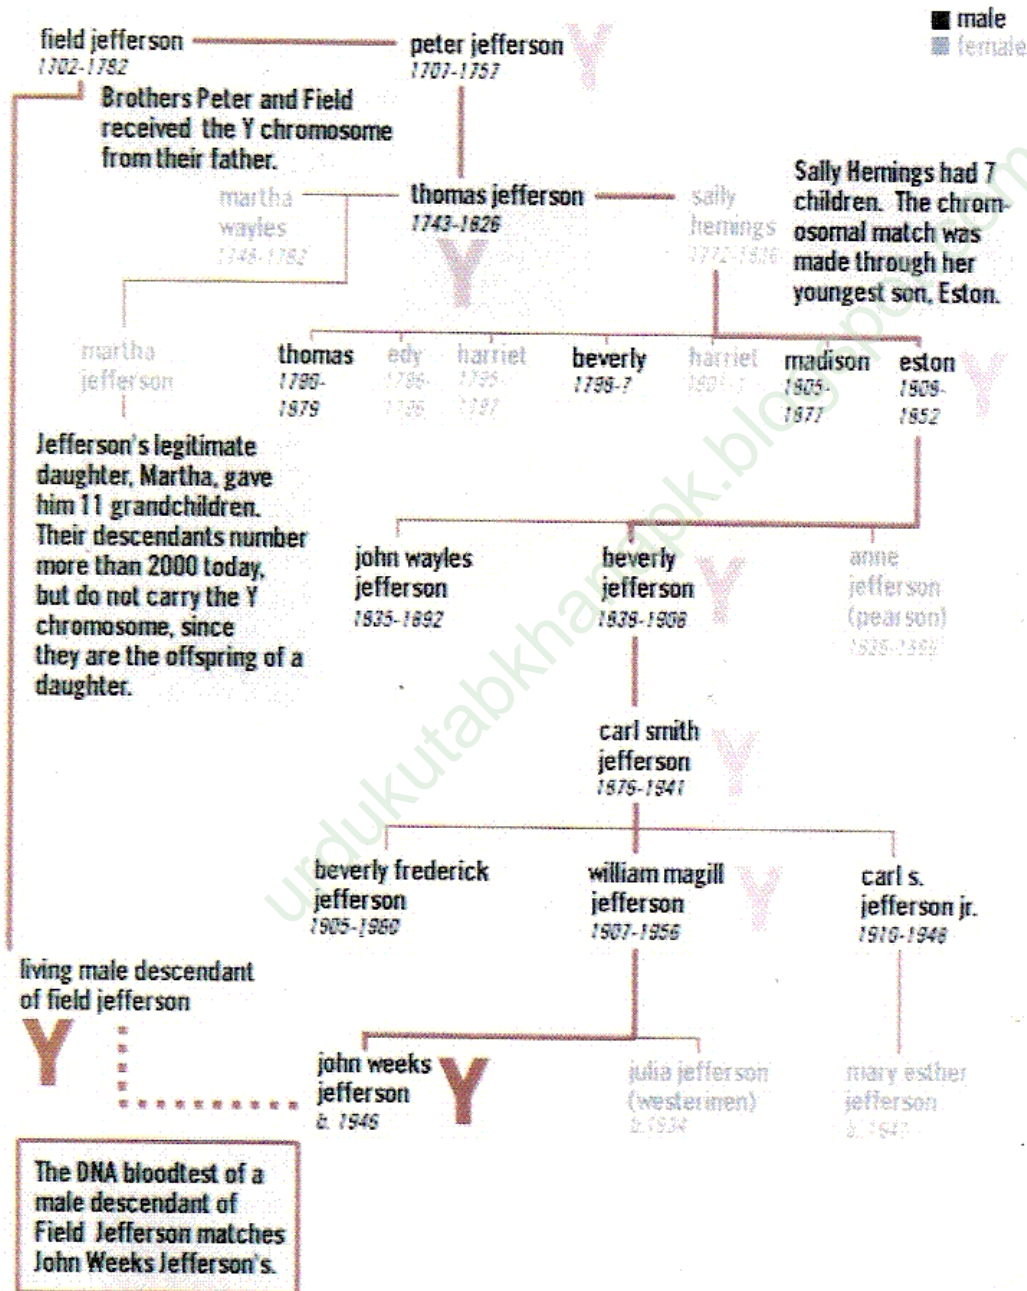 male
female
field jefferson
1702-1782
peter jefferson
1707-1757
Y
Brothers Peter and Field
received the Y chromosome
from their father.
martha
wayles
1748-1782
thomas jefferson
1743-1826
Y
sally
hemings
Sally Hemings had 7
children. The chrom-
osomal match was
made through her
youngest son, Eston.
martha
jefferson
thomas
edy
harriet
beverly
1798-?
harriet
madison
1805-
1877
eston
1808-
1852
Y
Jefferson's legitimate
daughter, Martha, gave
him 11 grandchildren.
Their descendants number
more than 2000 today,
but do not carry the Y
chromosome, since
they are the offspring of a
daughter.
john wayles
jefferson
1835-1892
beverly
jefferson
1838-1908
Y
anne
jefferson
(pearson)
carl smith
jefferson
1876-1941
Y
beverly frederick
jefferson
1905-1980
william magill
jefferson
1907-1956
Y
carl s.
jefferson jr.
1910-1948
living male descendant
of field jefferson
Y
john weeks
jefferson
b. 1946
Y
julia jefferson
(westerinen)
b. 1934
mary esther
jefferson
The DNA bloodtest of a
male descendant of
Field Jefferson matches
John Weeks Jefferson's.